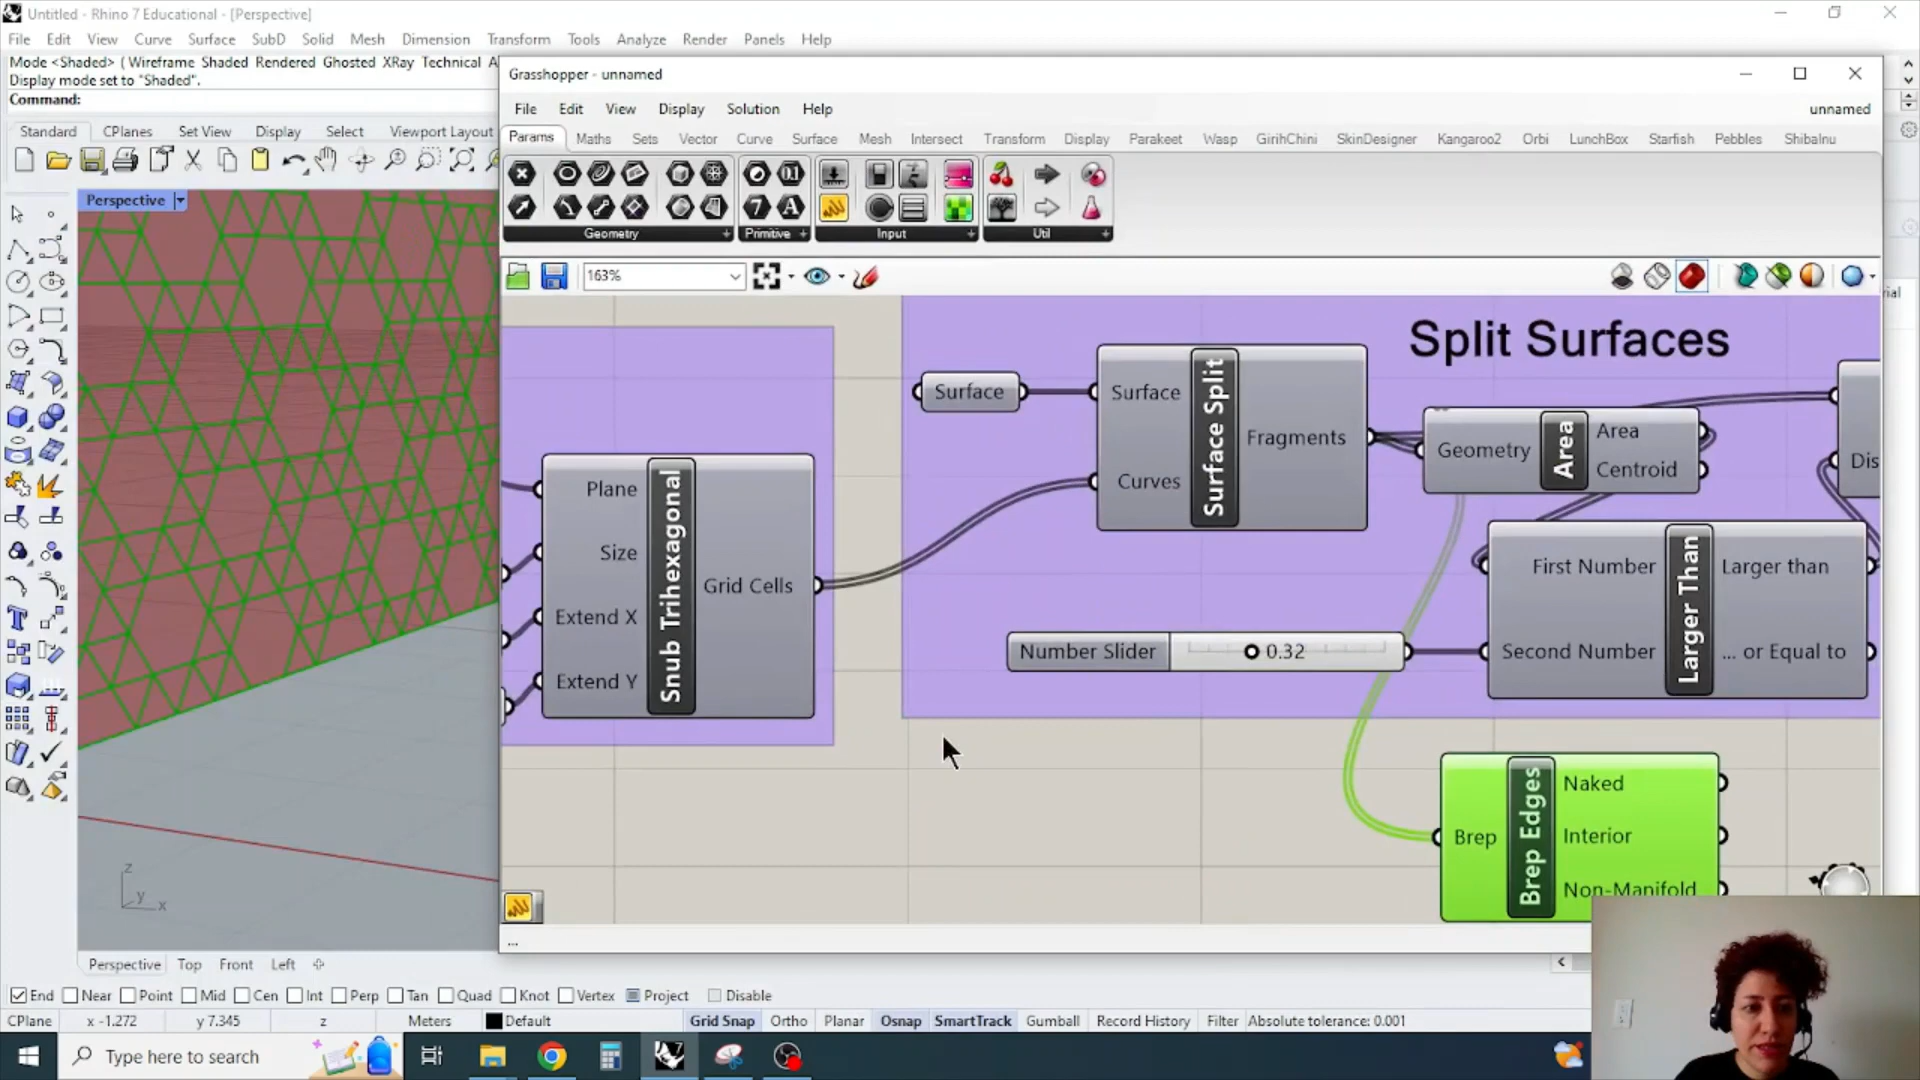 Untitled - Rhino 7 Educational - [Perspective]
File Edit View Curve Surface SubD Solid Mesh Dimension Transform Tools Analyze Render Panels Help
Mode <Shaded> ( Wireframe Shaded Rendered Ghosted XRay Technical A
Display mode set to "Shaded".
Command:
Standard CPlanes Set View Display Select Viewport Layout
Perspective
Grasshopper - unnamed
File Edit View Display Solution Help
unnamed
Params Maths Sets Vector Curve Surface Mesh Intersect Transform Display Parakeet Wasp GirihChini SkinDesigner Kangaroo2 Orbi LunchBox Starfish Pebbles ShibaInu
Geometry Primitive Input Util
163%
Split Surfaces
Surface
Surface
Curves
Surface Split
Fragments
Geometry
Area
Area
Centroid
Dis
Plane
Size
Extend X
Extend Y
Snub Trihexagonal
Grid Cells
First Number
Second Number
Larger Than
Larger than
... or Equal to
Number Slider
0.32
Brep
Brep Edges
Naked
Interior
Non-Manifold
...
ial
z
y
x
Perspective Top Front Left
End Near Point Mid Cen Int Perp Tan Quad Knot Vertex Project Disable
CPlane x -1.272 y 7.345 z Meters Default Grid Snap Ortho Planar Osnap SmartTrack Gumball Record History Filter Absolute tolerance: 0.001
Type here to search